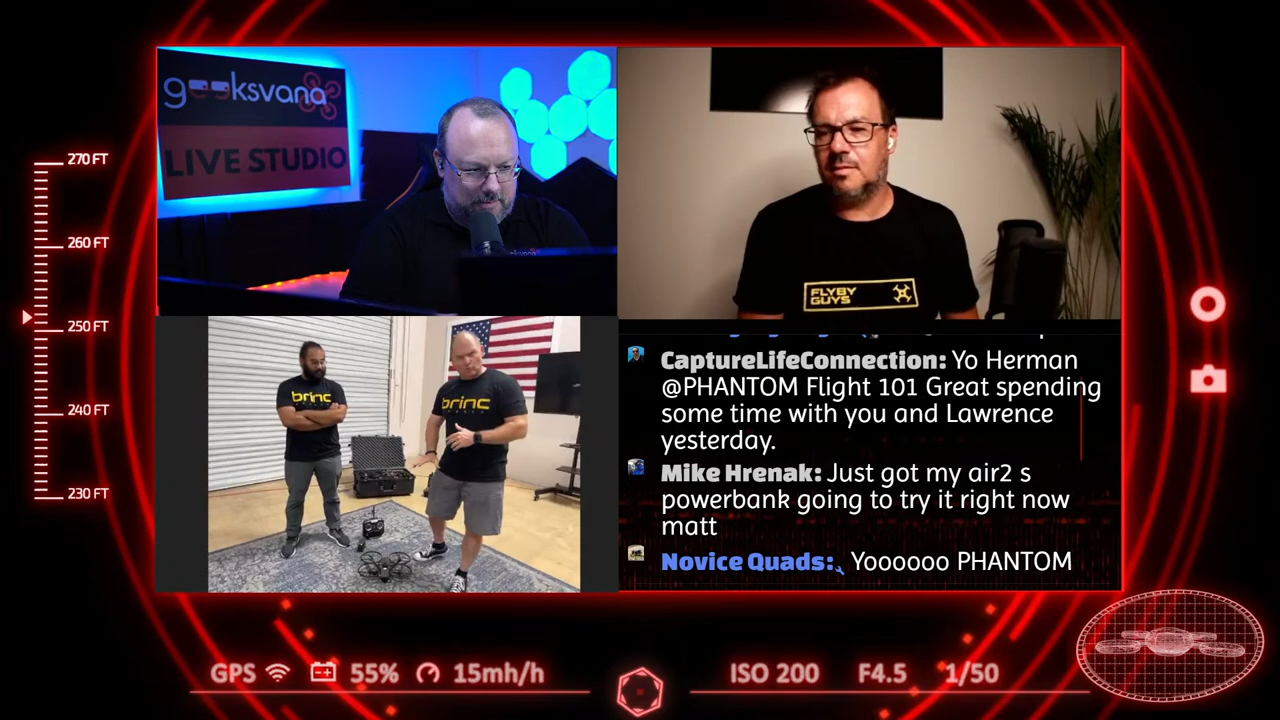 geeksvana
LIVE STUDIO
FLYBY
GUYS
270 FT
260 FT
250 FT
240 FT
230 FT
brinc
brinc
CaptureLifeConnection: Yo Herman
@PHANTOM Flight 101 Great spending
some time with you and Lawrence
yesterday.
Mike Hrenak: Just got my air2 s
powerbank going to try it right now
matt
Novice Quads: Yoooooo PHANTOM
GPS 55% 15mh/h
ISO 200 F4.5 1/50